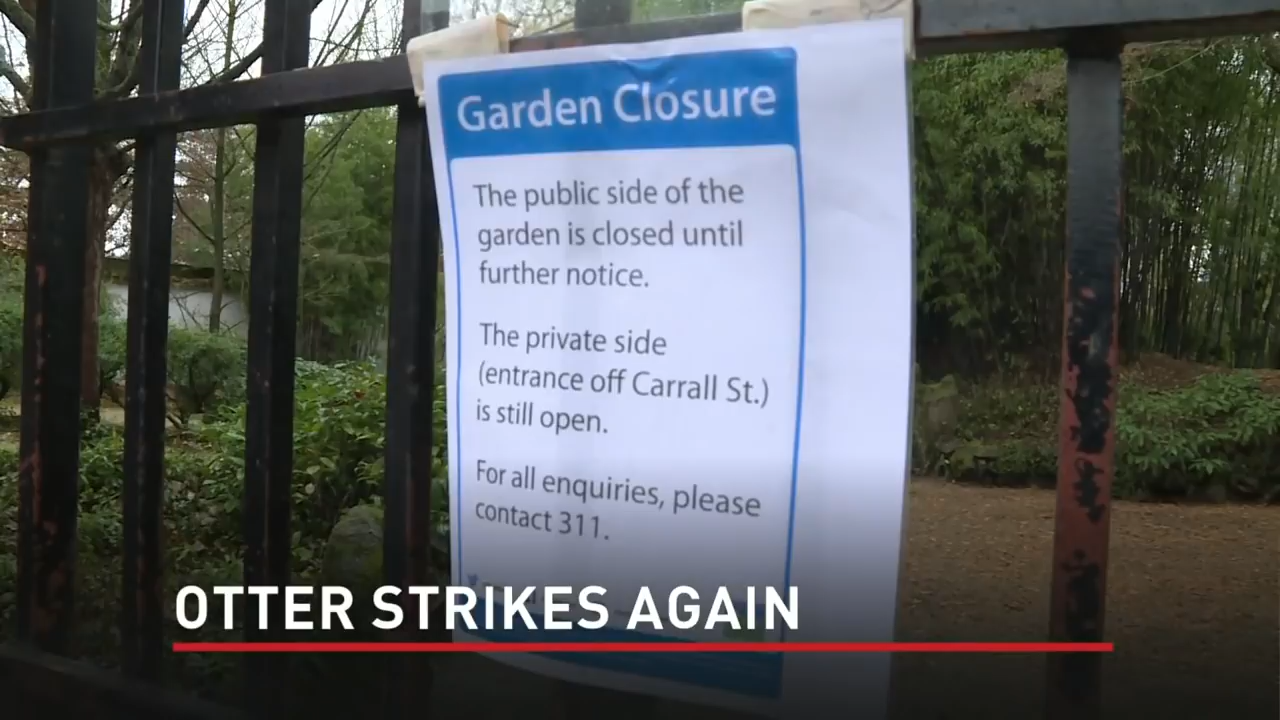 Garden Closure
The public side of the
garden is closed until
further notice.
The private side
(entrance off Carrall St.)
is still open.
For all enquiries, please
contact 311.
OTTER STRIKES AGAIN